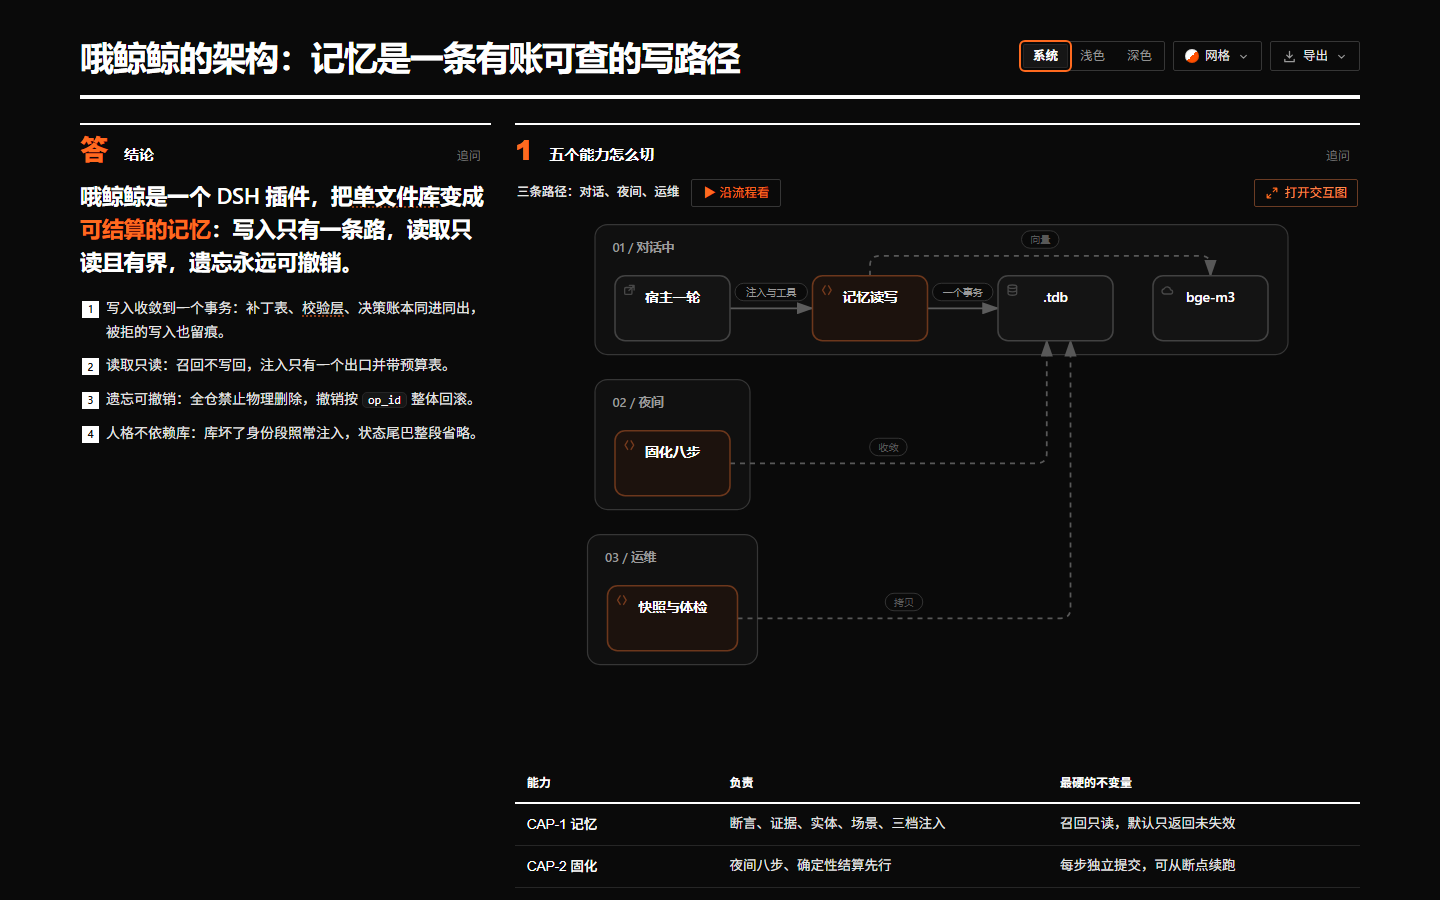 哦鲸鲸的架构：记忆是一条有账可查的写路径
系统 浅色 深色 网格 导出
答 结论 追问
哦鲸鲸是一个 DSH 插件，把单文件库变成
可结算的记忆：写入只有一条路，读取只
读且有界，遗忘永远可撤销。
1 写入收敛到一个事务：补丁表、校验层、决策账本同进同出，
被拒的写入也留痕。
2 读取只读：召回不写回，注入只有一个出口并带预算表。
3 遗忘可撤销：全仓禁止物理删除，撤销按 op_id 整体回滚。
4 人格不依赖库：库坏了身份段照常注入，状态尾巴整段省略。
1 五个能力怎么切 追问
三条路径：对话、夜间、运维 沿流程看 打开交互图
01 / 对话中
向量
宿主一轮 注入与工具 记忆读写 一个事务 .tdb bge-m3
02 / 夜间
固化八步 收敛
03 / 运维
快照与体检 拷贝
能力 负责 最硬的不变量
CAP-1 记忆 断言、证据、实体、场景、三档注入 召回只读，默认只返回未失效
CAP-2 固化 夜间八步、确定性结算先行 每步独立提交，可从断点续跑